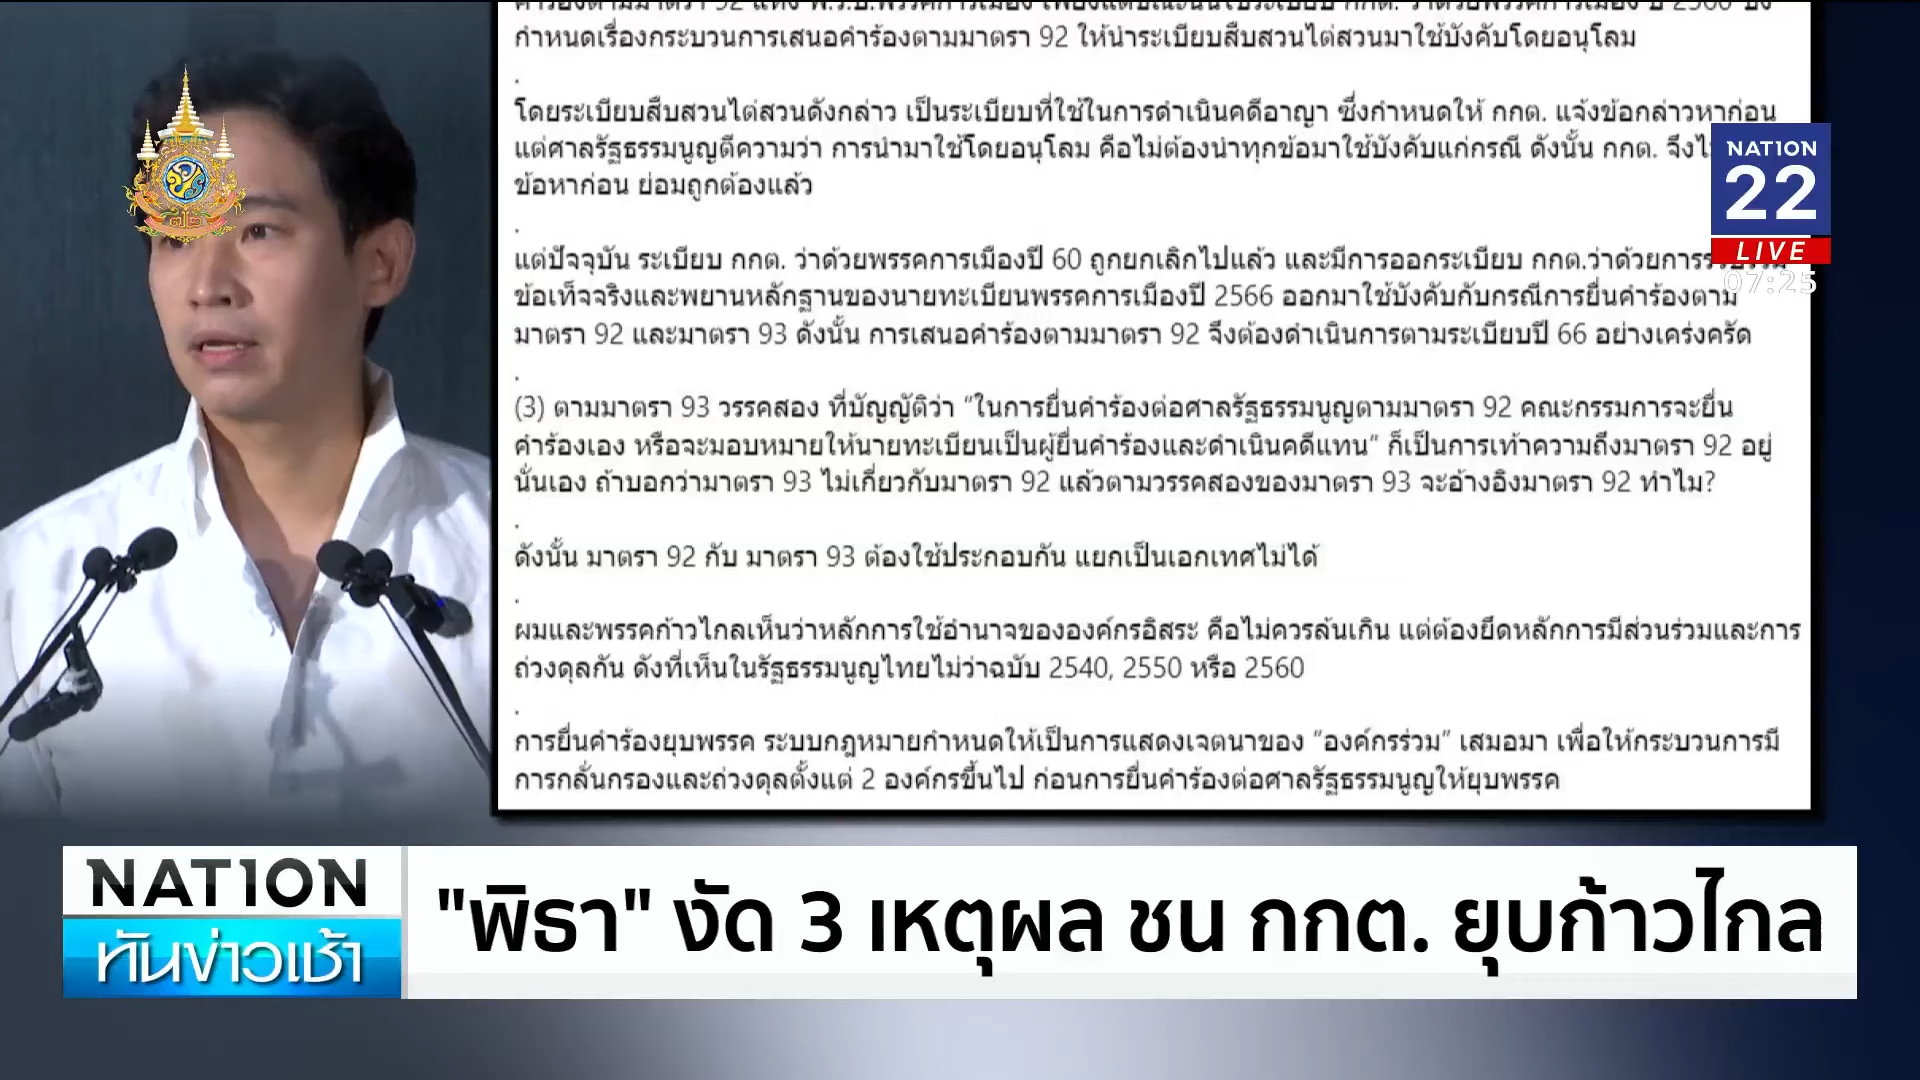 กำหนดเรื่องกระบวนการเสนอคำร้องตามมาตรา 92 ให้นำระเบียบสืบสวนไต่สวนมาใช้บังคับโดยอนุโลม
.
โดยระเบียบสืบสวนไต่สวนดังกล่าว เป็นระเบียบที่ใช้ในการดำเนินคดีอาญา ซึ่งกำหนดให้ กกต. แจ้งข้อกล่าวหาก่อน
แต่ศาลรัฐธรรมนูญตีความว่า การนำมาใช้โดยอนุโลม คือไม่ต้องนำทุกข้อมาใช้บังคับแก่กรณี ดังนั้น กกต.
ข้อหาก่อน ย่อมถูกต้องแล้ว
.
แต่ปัจจุบัน ระเบียบ กกต. ว่าด้วยพรรคการเมืองปี 60 ถูกยกเลิกไปแล้ว และมีการออกระเบียบ กกต.ว่าด้วย
ข้อเท็จจริงและพยานหลักฐานของนายทะเบียนพรรคการเมืองปี 2566 ออกมาใช้บังคับกับกรณีการยื่นคำร้องตาม
มาตรา 92 และมาตรา 93 ดังนั้น การเสนอคำร้องตามมาตรา 92 จึงต้องดำเนินการตามระเบียบปี 66 อย่างเคร่งครัด
.
(3) ตามมาตรา 93 วรรคสอง ที่บัญญัติว่า "ในการยื่นคำร้องต่อศาลรัฐธรรมนูญตามมาตรา 92 คณะกรรมการจะยื่น
คำร้องเอง หรือจะมอบหมายให้นายทะเบียนเป็นผู้ยื่นคำร้องและดำเนินคดีแทน" ก็เป็นการเท้าความถึงมาตรา 92 อยู่
นั่นเอง ถ้าบอกว่ามาตรา 93 ไม่เกี่ยวกับมาตรา 92 แล้วตามวรรคสองของมาตรา 93 จะอ้างอิงมาตรา 92 ทำไม?
.
ดังนั้น มาตรา 92 กับ มาตรา 93 ต้องใช้ประกอบกัน แยกเป็นเอกเทศไม่ได้
.
ผมและพรรคก้าวไกลเห็นว่าหลักการใช้อำนาจขององค์กรอิสระ คือไม่ควรล้นเกิน แต่ต้องยึดหลักการมีส่วนร่วมและการ
ถ่วงดุลกัน ดังที่เห็นในรัฐธรรมนูญไทยไม่ว่าฉบับ 2540, 2550 หรือ 2560
.
การยื่นคำร้องยุบพรรค ระบบกฎหมายกำหนดให้เป็นการแสดงเจตนาของ "องค์กรร่วม" เสมอมา เพื่อให้กระบวนการมี
การกลั่นกรองและถ่วงดุลตั้งแต่ 2 องค์กรขึ้นไป ก่อนการยื่นคำร้องต่อศาลรัฐธรรมนูญให้ยุบพรรค
NATION
22
LIVE
07:25
NATION
ทันข่าวเช้า
"พิธา" งัด 3 เหตุผล ชน กกต. ยุบก้าวไกล